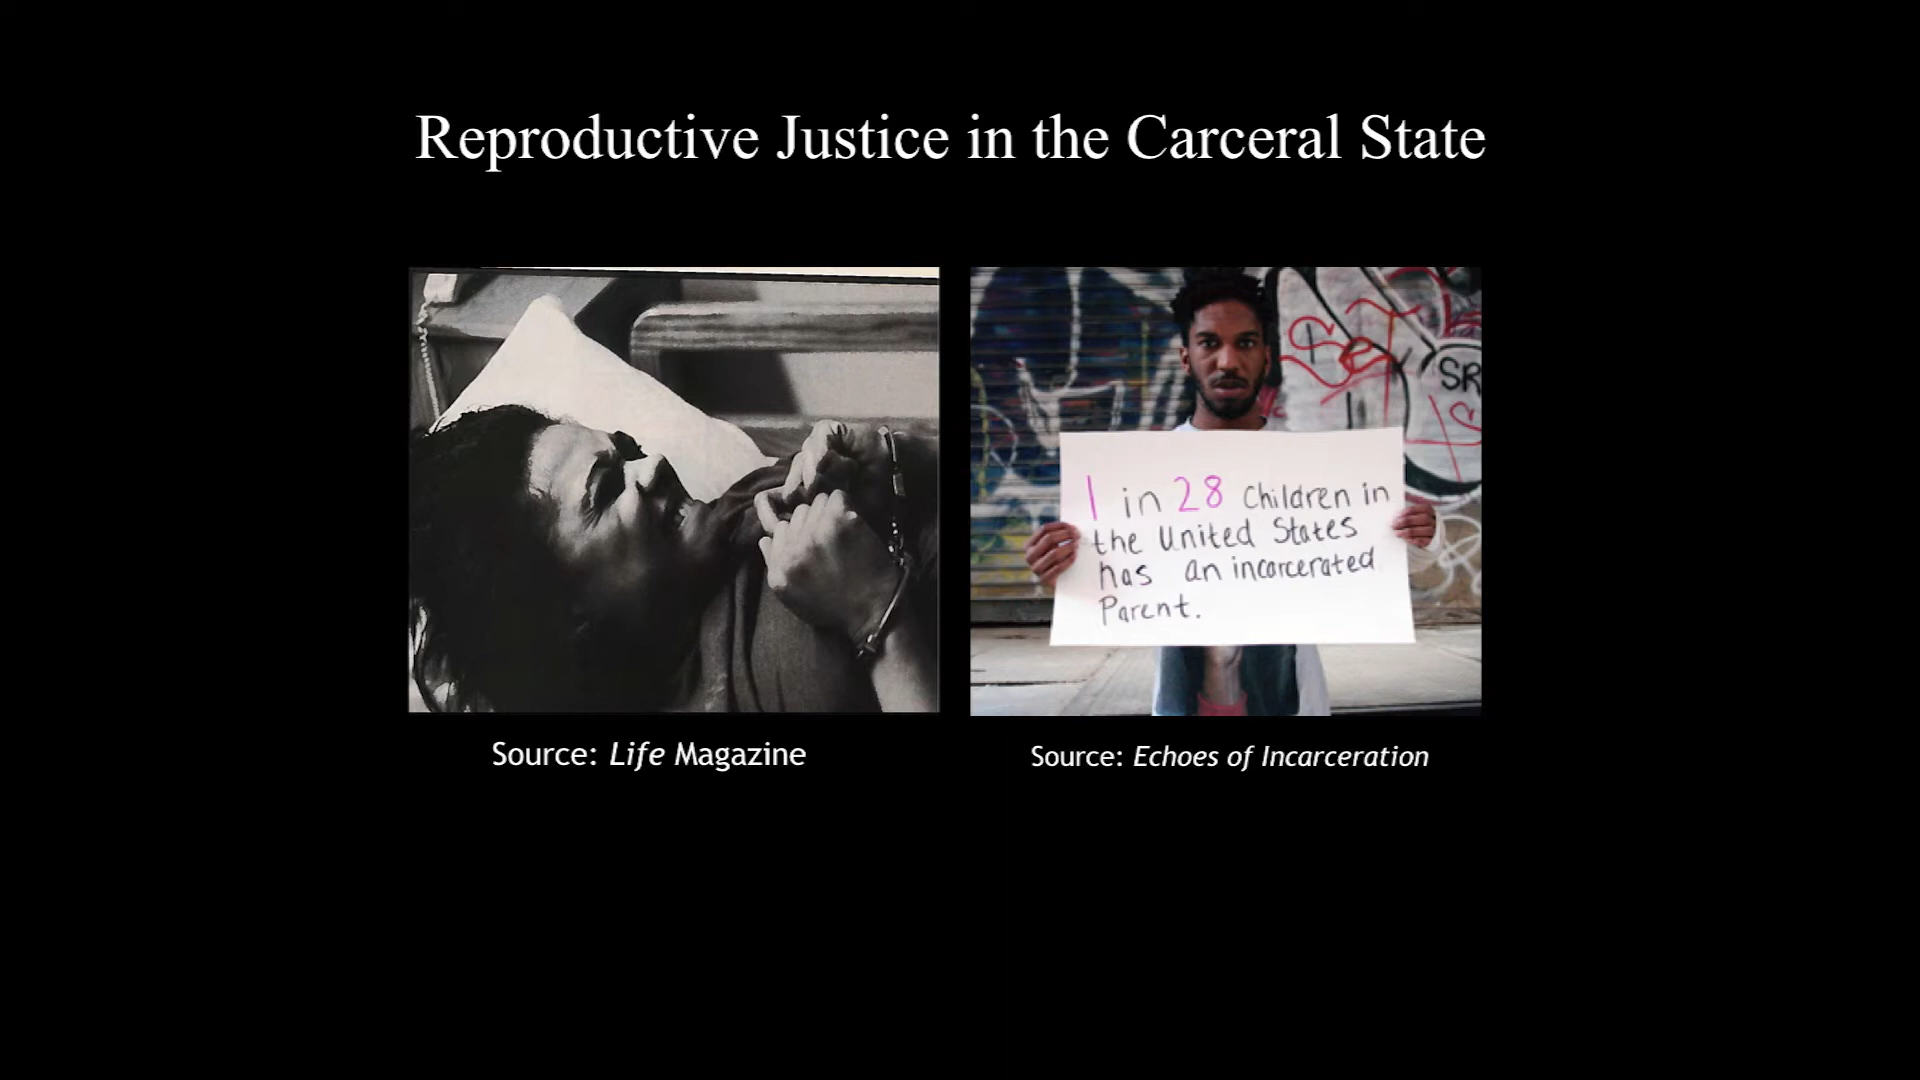 Reproductive Justice in the Carceral State
1 in 28 Children in
the United States
has an incarcerated
Parent.
SR
Source: Life Magazine
Source: Echoes of Incarceration